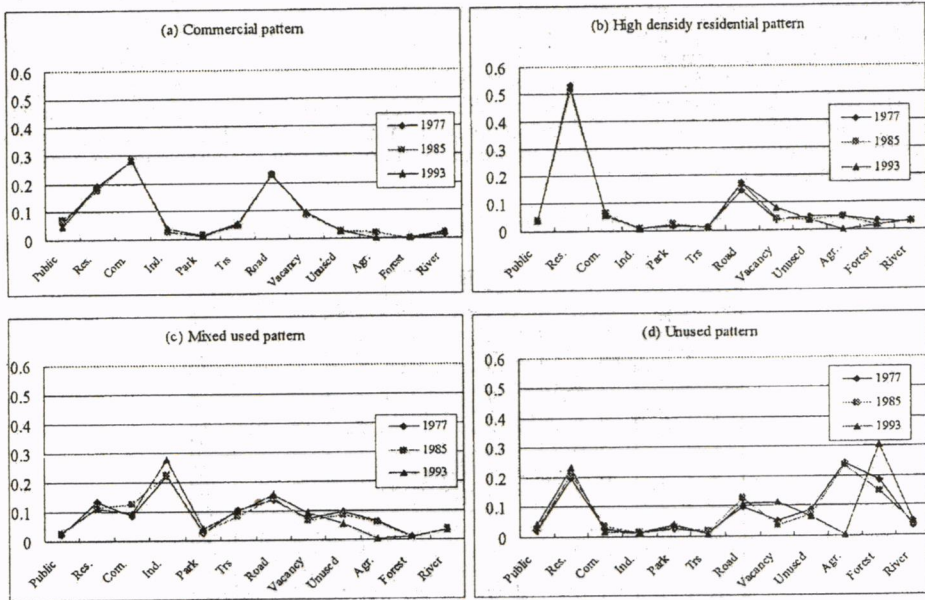 (a) Commercial pattern
0.6
0.5
0.4
0.3
0.2
0.1
0
1977
1985
1993
Public
Res.
Com.
Ind.
Park
Trs
Road
Vacancy
Unused
Agr.
Forest
River
(b) High densidy residential pattern
0.6
0.5
0.4
0.3
0.2
0.1
0
1977
1985
1993
Public
Res.
Com.
Ind.
Park
Trs
Road
Vacancy
Unused
Agr.
Forest
River
(c) Mixed used pattern
0.6
0.5
0.4
0.3
0.2
0.1
0
1977
1985
1993
Public
Res.
Com.
Ind.
Park
Trs
Road
Vacancy
Unused
Agr.
Forest
River
(d) Unused pattern
0.6
0.5
0.4
0.3
0.2
0.1
0
1977
1985
1993
Public
Res.
Com.
Ind.
Park
Trs
Road
Vacancy
Unused
Agr.
Forest
River